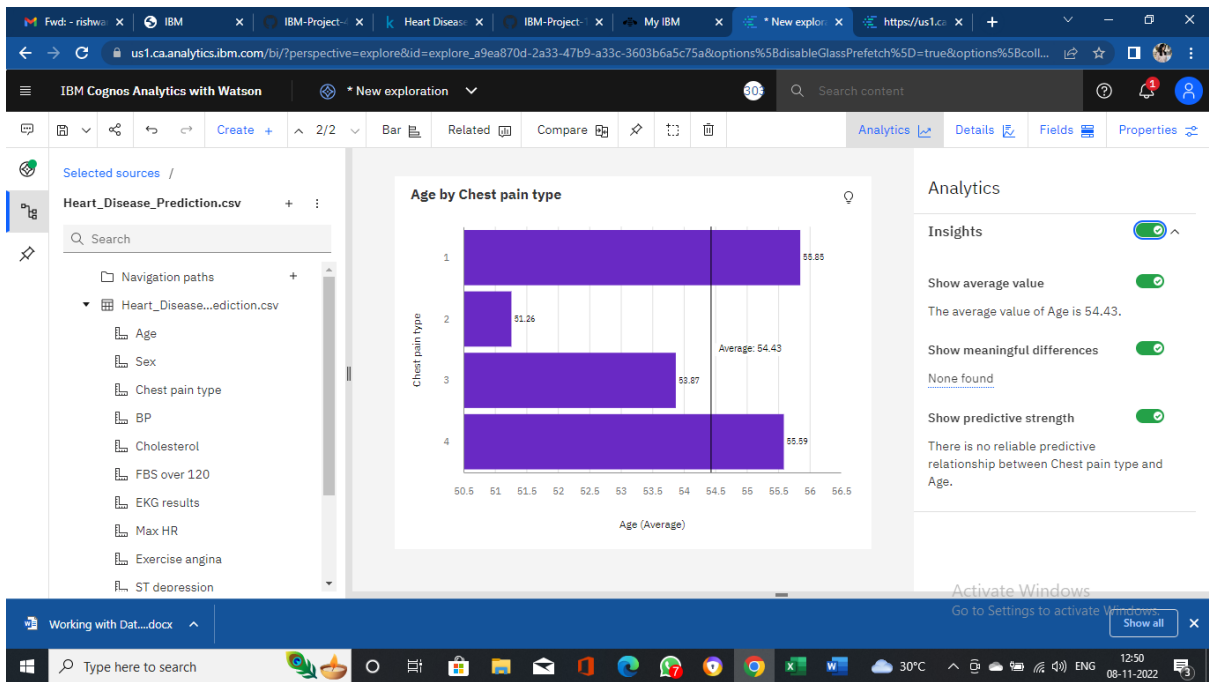 Fwd: - rishwa
IBM
IBM-Project-
Heart Disease
IBM-Project-
My IBM
* New explor
https://us1.ca
us1.ca.analytics.ibm.com/bi/?perspective=explore&id=explore_a9ea870d-2a33-47b9-a33c-3603b6a5c75a&options%5BdisableGlassPrefetch%5D=true&options%5Bcoll...
IBM Cognos Analytics with Watson
* New exploration
303
Search content
1
Create +
2/2
Bar
Related
Compare
Analytics
Details
Fields
Properties
Selected sources /
Heart_Disease_Prediction.csv
Search
Navigation paths
Heart_Disease...ediction.csv
Age
Sex
Chest pain type
BP
Cholesterol
FBS over 120
EKG results
Max HR
Exercise angina
ST depression
Age by Chest pain type
Chest pain type
1
55.85
2
51.26
Average: 54.43
3
53.87
4
55.59
50.5 51 51.5 52 52.5 53 53.5 54 54.5 55 55.5 56 56.5
Age (Average)
Analytics
Insights
Show average value
The average value of Age is 54.43.
Show meaningful differences
None found
Show predictive strength
There is no reliable predictive
relationship between Chest pain type and
Age.
Activate Windows
Go to Settings to activate Windows.
Working with Dat....docx
Show all
Type here to search
7
30°C
ENG
12:50
08-11-2022
3